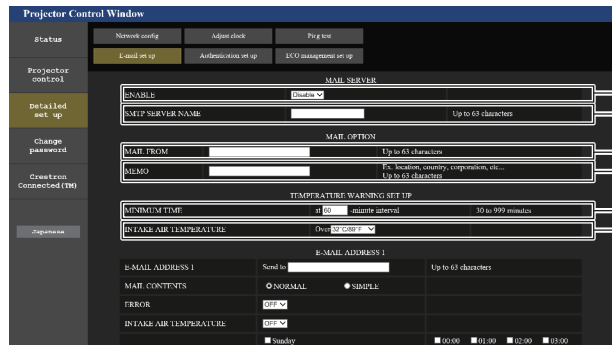 Projector Control Window
Status
Network config
Adjust clock
Ping test
E-mail set up
Authentication set up
ECO management set up
Projector control
Detailed set up
Change password
Crestron Connected(TM)
Japanese
MAIL SERVER
ENABLE Disable
SMTP SERVER NAME Up to 63 characters
MAIL OPTION
MAIL FROM Up to 63 characters
MEMO Ex. location, country, corporation, etc...
Up to 63 characters
TEMPERATURE WARNING SET UP
MINIMUM TIME at 60 -minute interval 30 to 999 minutes
INTAKE AIR TEMPERATURE Over 32°C/89°F
E-MAIL ADDRESS 1
E-MAIL ADDRESS 1 Send to Up to 63 characters
MAIL CONTENTS NORMAL SIMPLE
ERROR OFF
INTAKE AIR TEMPERATURE OFF
Sunday 00:00 01:00 02:00 03:00